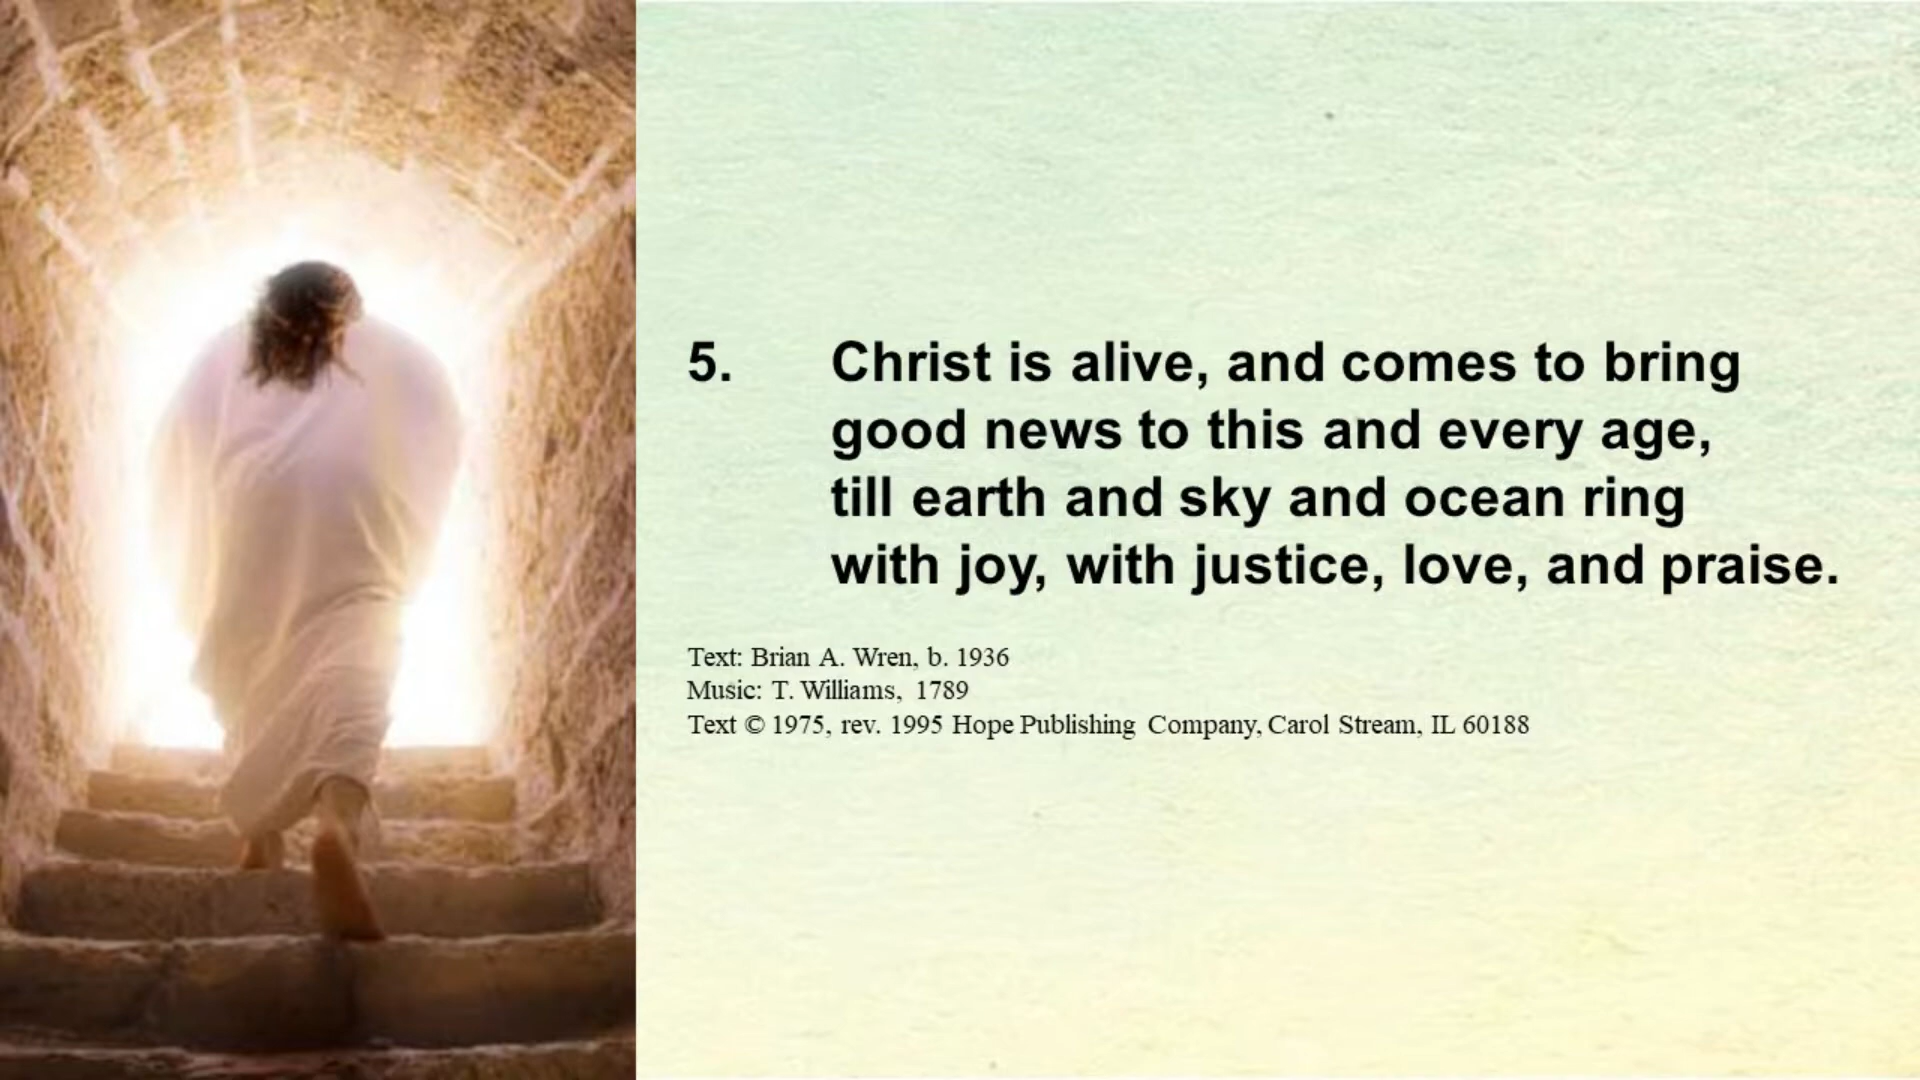 5. Christ is alive, and comes to bring
good news to this and every age,
till earth and sky and ocean ring
with joy, with justice, love, and praise.
Text: Brian A. Wren, b. 1936
Music: T. Williams, 1789
Text © 1975, rev. 1995 Hope Publishing Company, Carol Stream, IL 60188